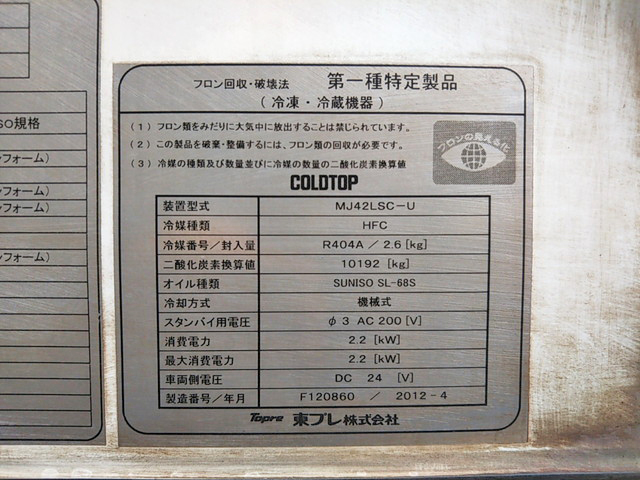 SO規格
フォーム)
フォーム)
フォーム)
フォーム)
フロン回収・破壊法 第一種特定製品
(冷凍・冷蔵機器)
(1) フロン類をみだりに大気中に放出することは禁じられています。
(2) この製品を廃棄・整備するには、フロン類の回収が必要です。
(3) 冷媒の種類及び数量並びに冷媒の数量の二酸化炭素換算値
フロンの見える化
COLDTOP
装置型式 MJ42LSC-U
冷媒種類 HFC
冷媒番号/封入量 R404A / 2.6 [kg]
二酸化炭素換算値 10192 [kg]
オイル種類 SUNISO SL-68S
冷却方式 機械式
スタンバイ用電圧 φ3 AC 200 [V]
消費電力 2.2 [kW]
最大消費電力 2.2 [kW]
車両側電圧 DC 24 [V]
製造番号/年月 F120860 / 2012-4
Topre 東プレ株式会社